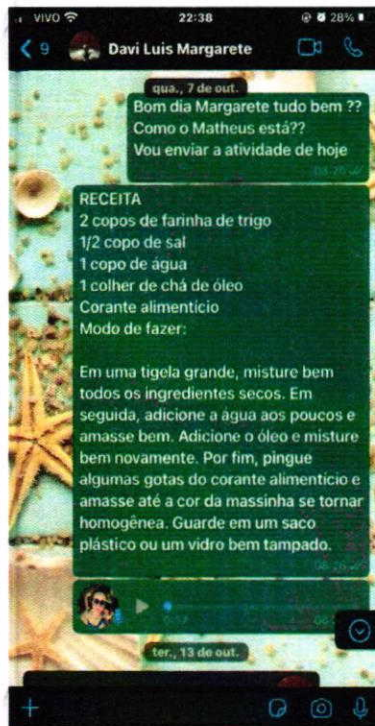 VIVO 22:38 28%
9 Davi Luis Margarete
qua., 7 de out.
Bom dia Margarete tudo bem ??
Como o Matheus está??
Vou enviar a atividade de hoje
RECEITA
2 copos de farinha de trigo
1/2 copo de sal
1 copo de água
1 colher de chá de óleo
Corante alimentício
Modo de fazer:
Em uma tigela grande, misture bem
todos os ingredientes secos. Em
seguida, adicione a água aos poucos e
amasse bem. Adicione o óleo e misture
bem novamente. Por fim, pingue
algumas gotas do corante alimentício e
amasse até a cor da massinha se tornar
homogênea. Guarde em um saco
plástico ou um vidro bem tampado.
ter., 13 de out.